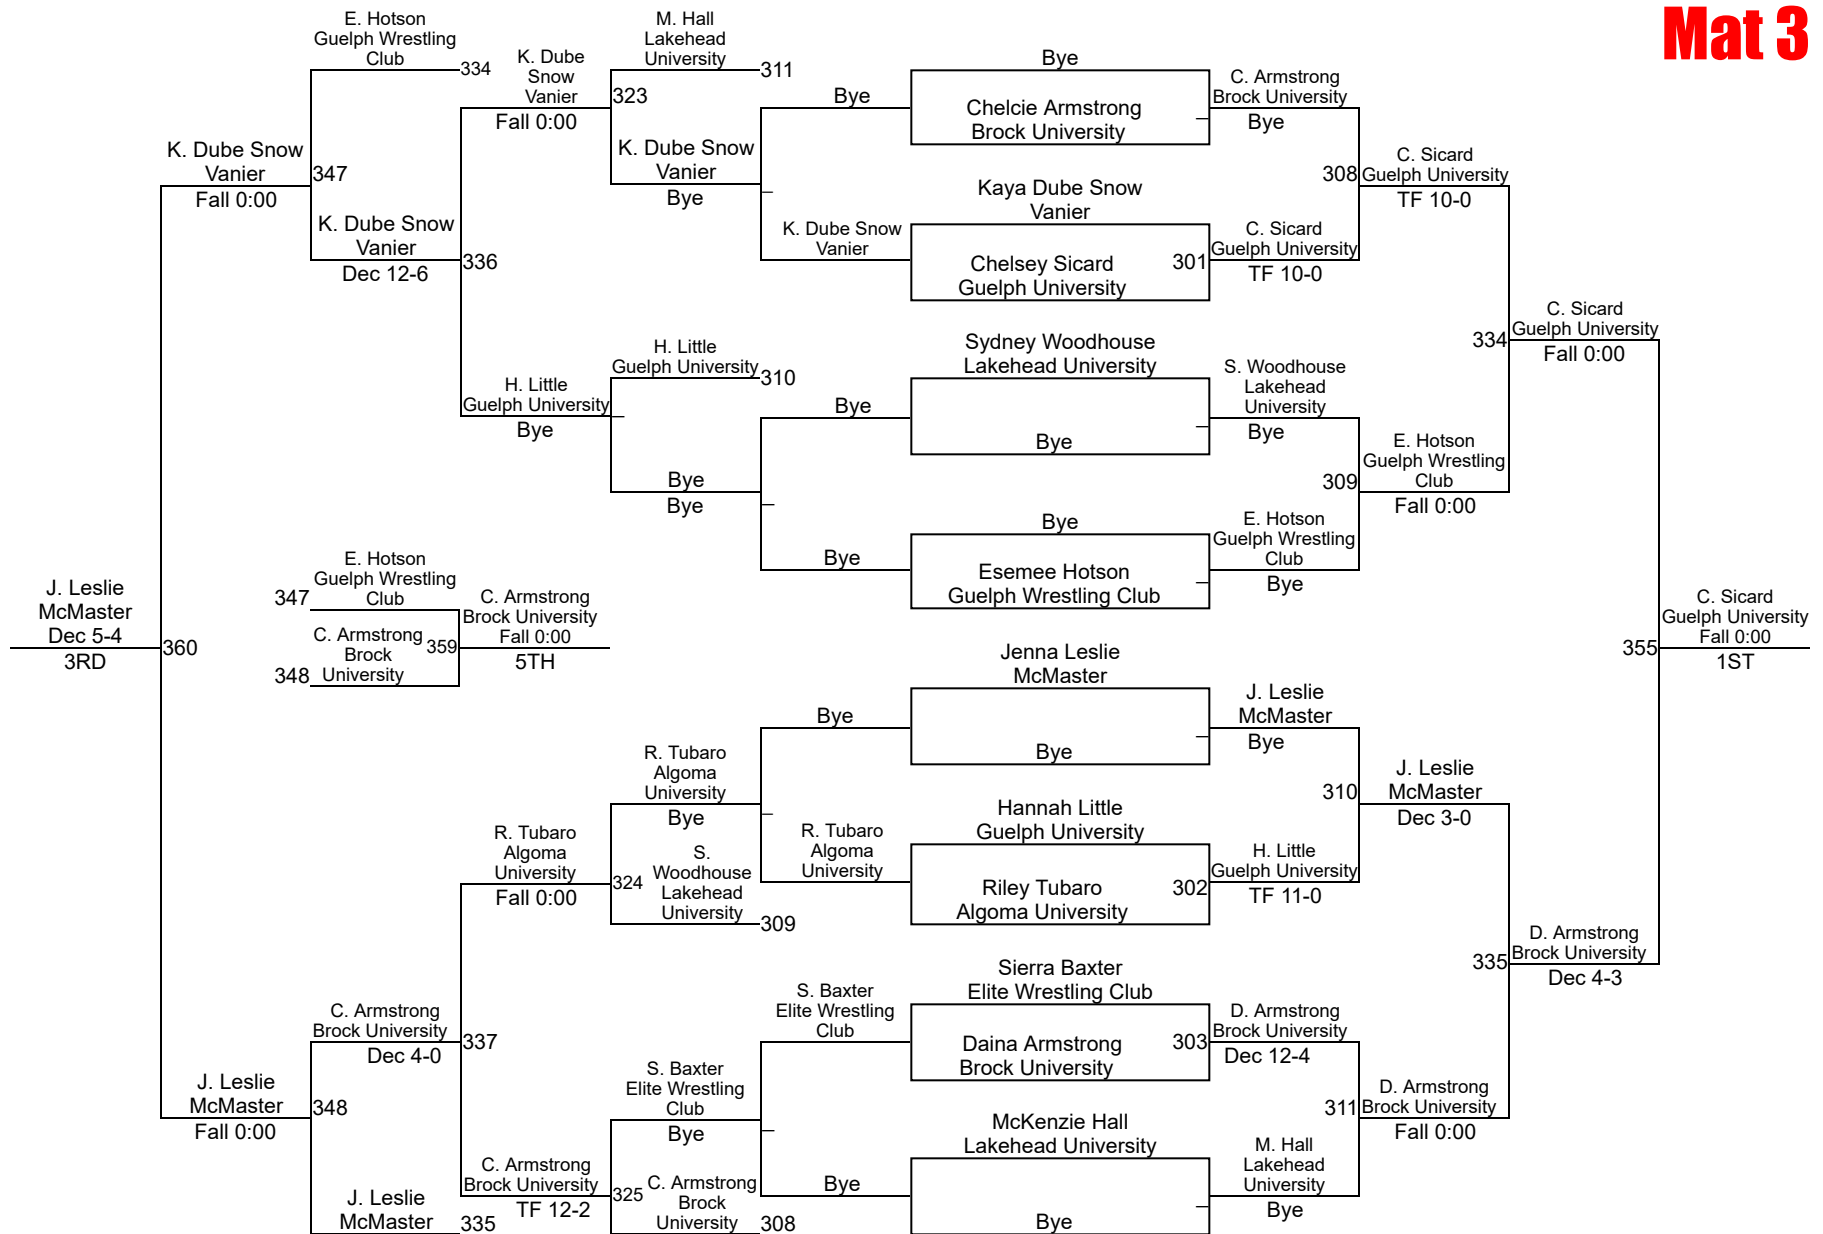 Mat 3
E. Hotson
Guelph Wrestling
Club
334
K. Dube Snow
Vanier
Fall 0:00
347
K. Dube Snow
Vanier
Dec 12-6
K. Dube
Snow
Vanier
Fall 0:00
336
H. Little
Guelph University
Bye
M. Hall
Lakehead
University
311
323
K. Dube Snow
Vanier
Bye
H. Little
Guelph University
310
Bye
Bye
Bye
K. Dube Snow
Vanier
Bye
Bye
Bye
Chelcie Armstrong
Brock University
Kaya Dube Snow
Vanier
Chelsey Sicard
Guelph University
301
Sydney Woodhouse
Lakehead University
Bye
Bye
Esemee Hotson
Guelph Wrestling Club
C. Armstrong
Brock University
Bye
308
C. Sicard
Guelph University
TF 10-0
S. Woodhouse
Lakehead
University
Bye
309
E. Hotson
Guelph Wrestling
Club
Bye
C. Sicard
Guelph University
TF 10-0
334
E. Hotson
Guelph Wrestling
Club
Fall 0:00
C. Sicard
Guelph University
Fall 0:00
J. Leslie
McMaster
Dec 5-4
3RD
360
E. Hotson
Guelph Wrestling
Club
347
C. Armstrong
Brock
University
348
359
C. Armstrong
Brock University
Fall 0:00
5TH
355
C. Sicard
Guelph University
Fall 0:00
1ST
Jenna Leslie
McMaster
Bye
Hannah Little
Guelph University
Riley Tubaro
Algoma University
302
Sierra Baxter
Elite Wrestling Club
Daina Armstrong
Brock University
303
McKenzie Hall
Lakehead University
Bye
J. Leslie
McMaster
Bye
310
H. Little
Guelph University
TF 11-0
D. Armstrong
Brock University
Dec 12-4
311
M. Hall
Lakehead
University
Bye
J. Leslie
McMaster
Dec 3-0
335
D. Armstrong
Brock University
Fall 0:00
D. Armstrong
Brock University
Dec 4-3
Bye
R. Tubaro
Algoma
University
S. Baxter
Elite Wrestling
Club
Bye
R. Tubaro
Algoma
University
Bye
324
S.
Woodhouse
Lakehead
University
309
S. Baxter
Elite Wrestling
Club
Bye
325
C. Armstrong
Brock
University
308
R. Tubaro
Algoma
University
Fall 0:00
337
C. Armstrong
Brock University
TF 12-2
C. Armstrong
Brock University
Dec 4-0
348
J. Leslie
McMaster
335
J. Leslie
McMaster
Fall 0:00